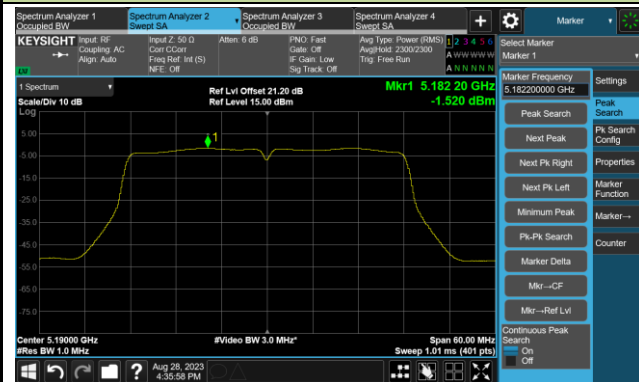 Spectrum Analyzer 1
Occupied BW
Spectrum Analyzer 2
Swept SA
Spectrum Analyzer 3
Occupied BW
Spectrum Analyzer 4
Swept SA
+
Marker
KEYSIGHT
Input: RF
Coupling: AC
Align: Auto
Input Z: 50 Ω
Corr CCorr
Freq Ref: Int (S)
NFE: Off
Atten: 6 dB
PNO: Fast
Gate: Off
IF Gain: Low
Sig Track: Off
Avg Type: Power (RMS)
Avg|Hold: 2300/2300
Trig: Free Run
1 2 3 4 5 6
A W W W W W
A N N N N N
LXI
Select Marker
Marker 1
1 Spectrum
Scale/Div 10 dB
Log
Ref Lvl Offset 21.20 dB
Ref Level 15.00 dBm
Mkr1 5.182 20 GHz
-1.520 dBm
5.00
-5.00
-15.0
-25.0
-35.0
-45.0
-55.0
-65.0
-75.0
1
Center 5.19000 GHz
#Res BW 1.0 MHz
#Video BW 3.0 MHz*
Span 60.00 MHz
Sweep 1.01 ms (401 pts)
Marker Frequency
5.182200000 GHz
Peak Search
Next Peak
Next Pk Right
Next Pk Left
Minimum Peak
Pk-Pk Search
Marker Delta
Mkr→CF
Mkr→Ref Lvl
Continuous Peak
Search
On
Off
Settings
Peak
Search
Pk Search
Config
Properties
Marker
Function
Marker→
Counter
?
Aug 28, 2023
4:35:58 PM